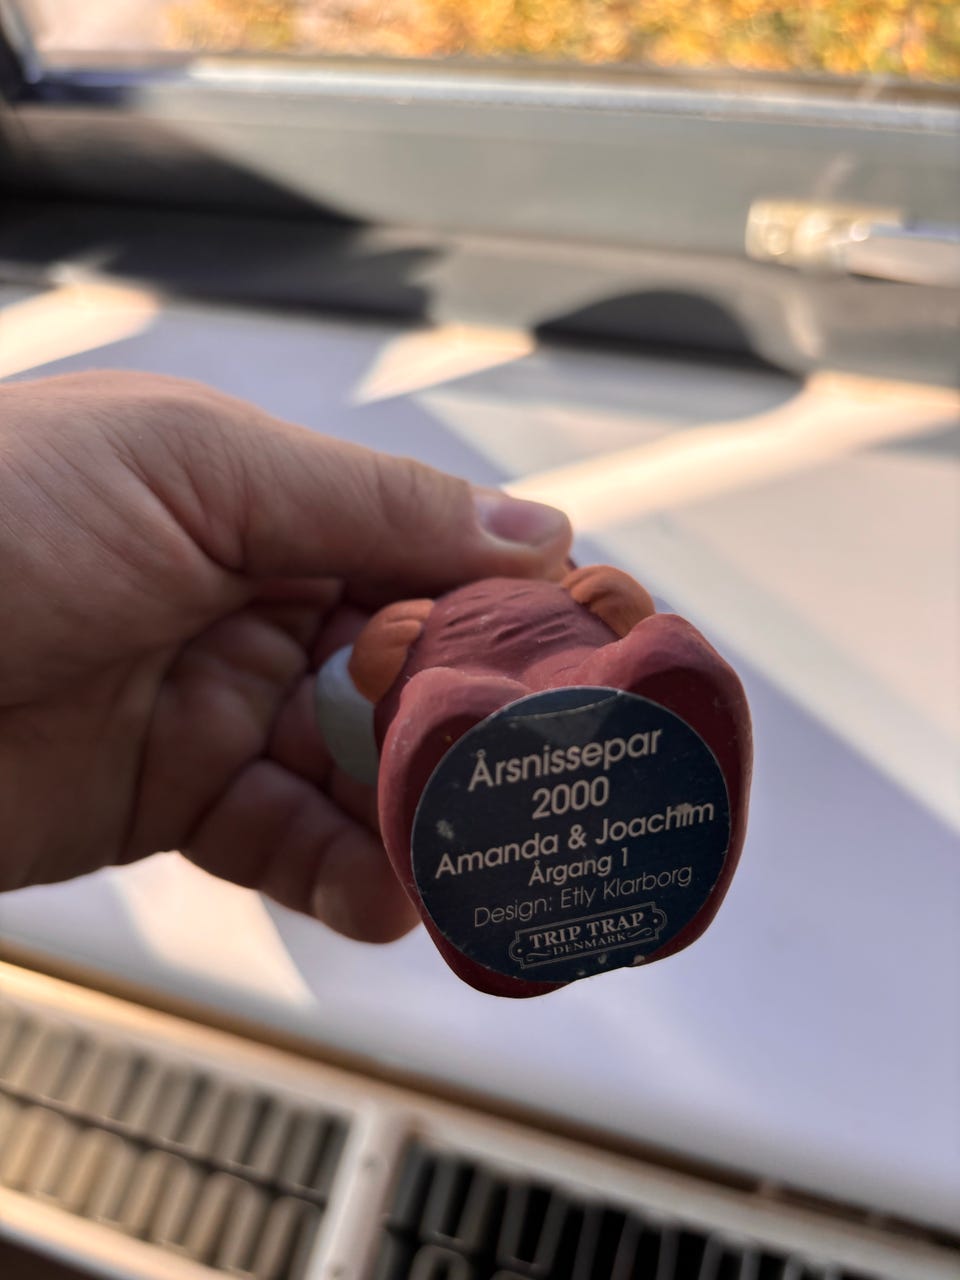 Årsnissepar
2000
Amanda & Joachim
Årgang 1
Design: Etly Klarborg
TRIP TRAP
DENMARK